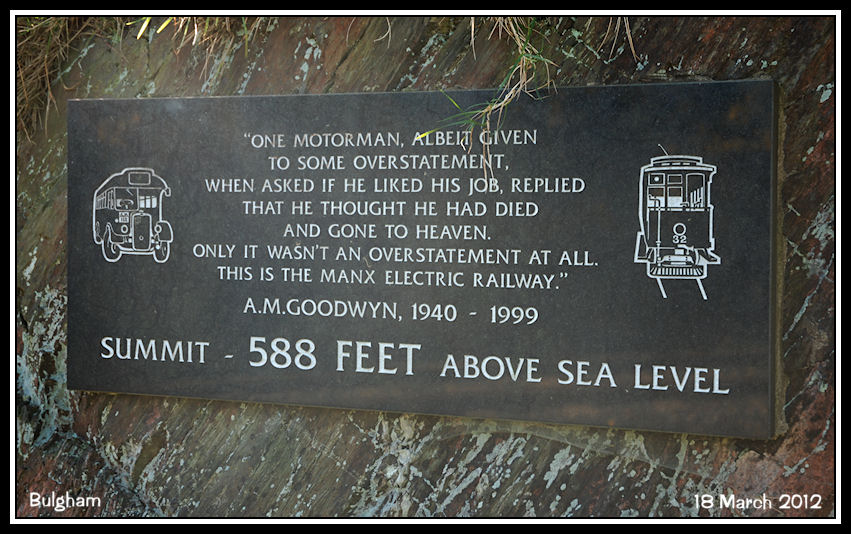 “ONE MOTORMAN, ALBEIT GIVEN
TO SOME OVERSTATEMENT,
WHEN ASKED IF HE LIKED HIS JOB, REPLIED
THAT HE THOUGHT HE HAD DIED
AND GONE TO HEAVEN.
ONLY IT WASN'T AN OVERSTATEMENT AT ALL.
THIS IS THE MANX ELECTRIC RAILWAY.”
A.M.GOODWYN, 1940 - 1999
32
SUMMIT - 588 FEET ABOVE SEA LEVEL
Bulgham
18 March 2012